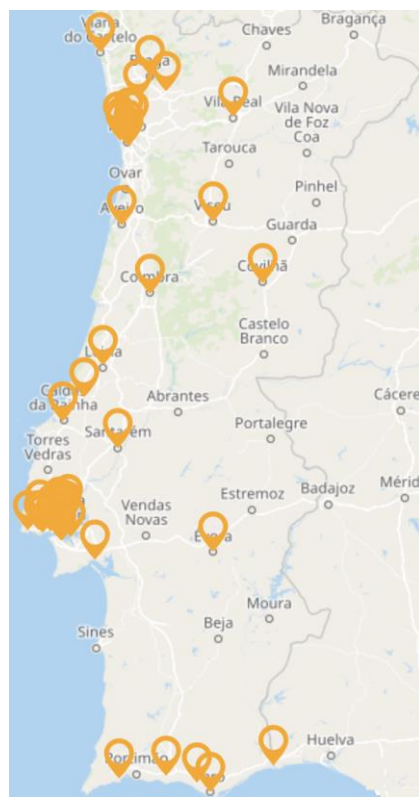 Viana
do Castelo
Chaves
Bragança
Braga
Mirandela
Vila Real
Vila Nova
de Foz
Coa
Tarouca
Ovar
Pinhel
Aveiro
Viseu
Guarda
Coimbra
Covilhã
Castelo
Branco
Leiria
Caldas
da Rainha
Abrantes
Cáceres
Santarém
Portalegre
Torres
Vedras
Estremoz
Badajoz
Mérid
Vendas
Novas
Évora
Moura
Sines
Beja
Portimão
Huelva
Faro